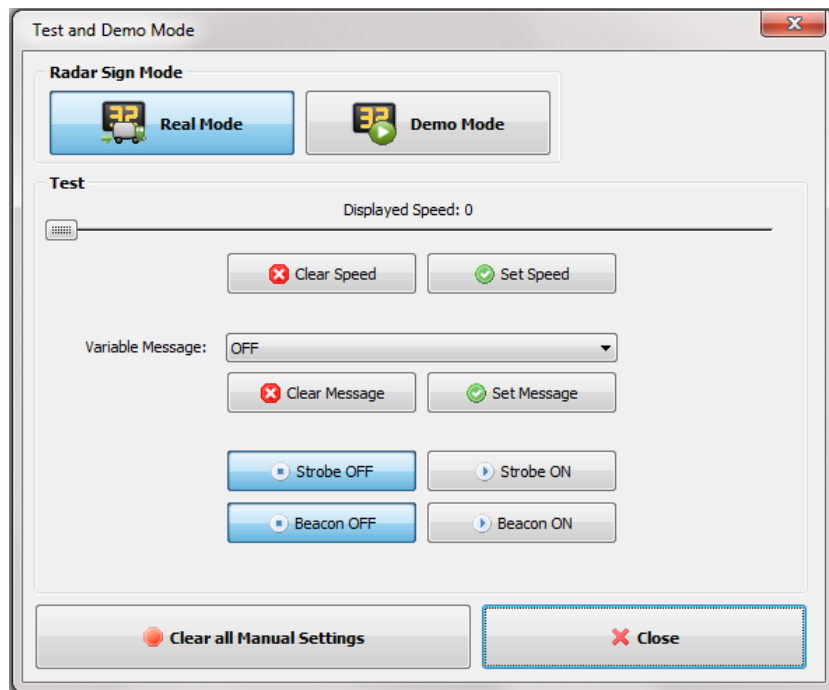 Test and Demo Mode
Radar Sign Mode
32 Real Mode 32 Demo Mode
Test
Displayed Speed: 0
Clear Speed Set Speed
Variable Message: OFF
Clear Message Set Message
Strobe OFF Strobe ON
Beacon OFF Beacon ON
Clear all Manual Settings Close